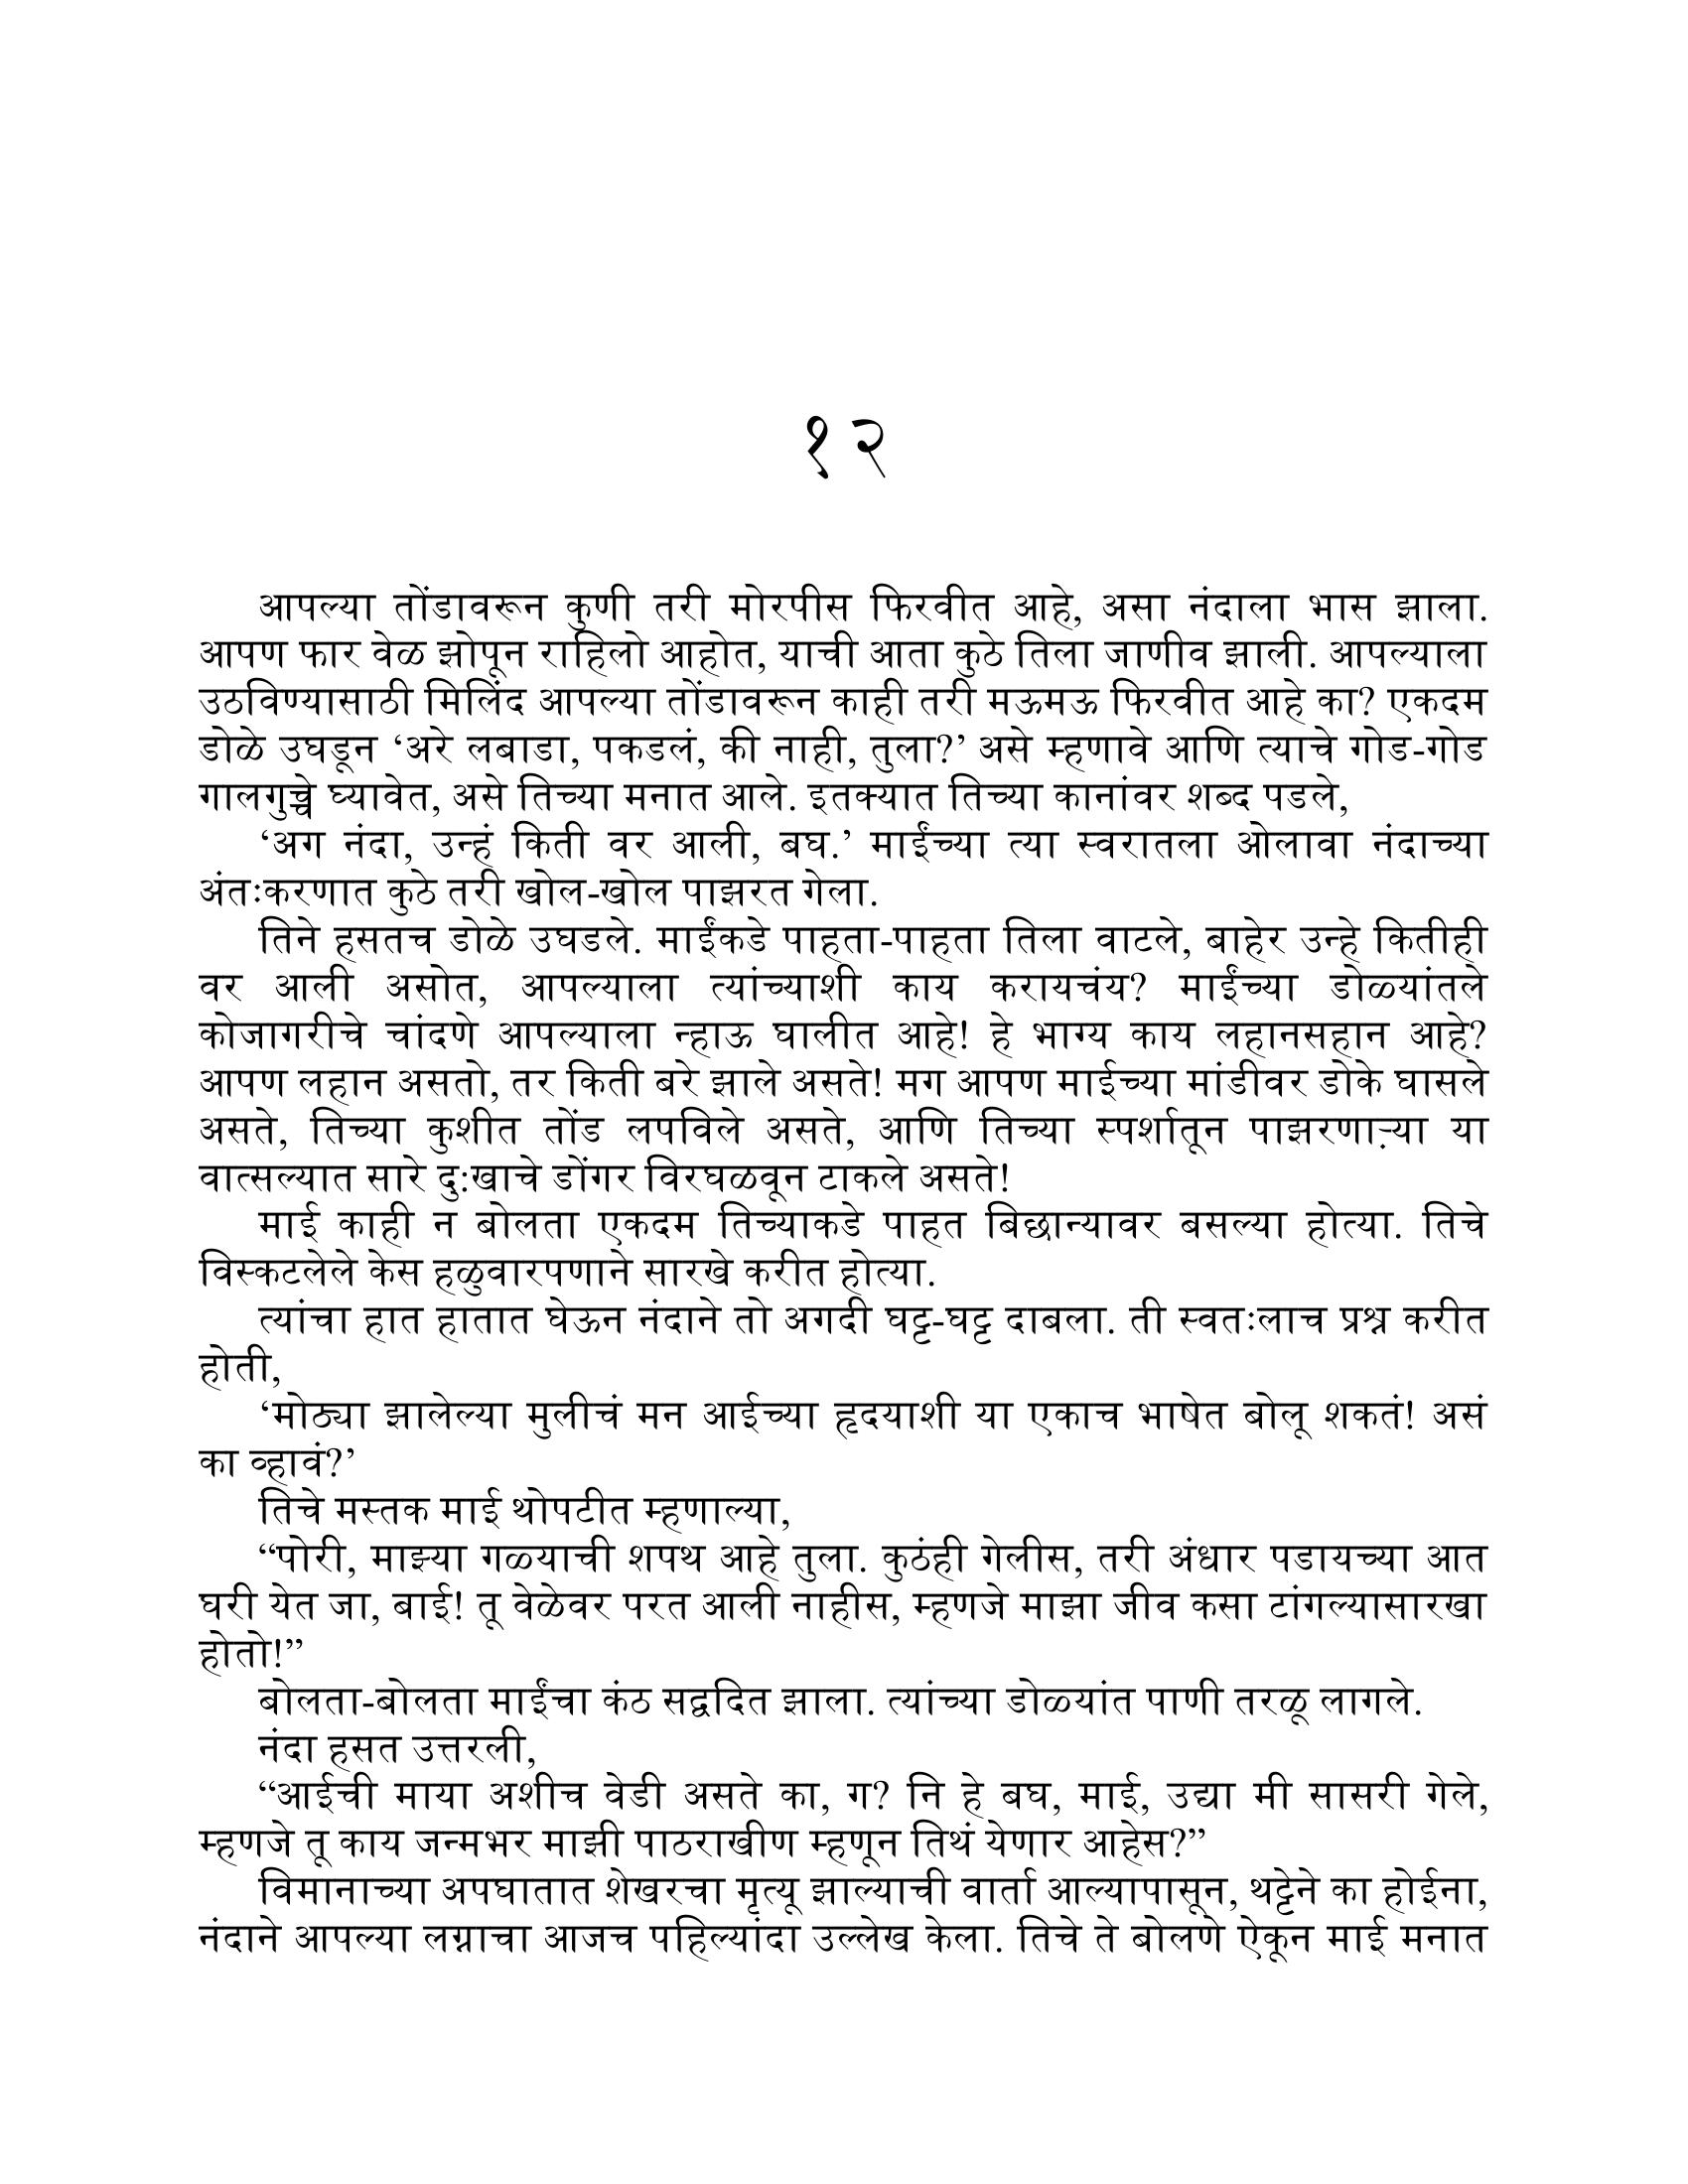 १२
आपल्या तोंडावरून कुणी तरी मोरपीस फिरवीत आहे, असा नंदाला भास झाला.
आपण फार वेळ झोपून राहिलो आहोत, याची आता कुठे तिला जाणीव झाली. आपल्याला
उठविण्यासाठी मिलिंद आपल्या तोंडावरून काही तरी मऊमऊ फिरवीत आहे का? एकदम
डोळे उघडून ‘अरे लबाडा, पकडलं, की नाही, तुला?’ असे म्हणावे आणि त्याचे गोड-गोड
गालगुच्चे घ्यावेत, असे तिच्या मनात आले. इतक्यात तिच्या कानांवर शब्द पडले,
‘अग नंदा, उन्हं किती वर आली, बघ.’ माईंच्या त्या स्वरातला ओलावा नंदाच्या
अंतःकरणात कुठे तरी खोल-खोल पाझरत गेला.
तिने हसतच डोळे उघडले. माईंकडे पाहता-पाहता तिला वाटले, बाहेर उन्हे कितीही
वर आली असोत, आपल्याला त्यांच्याशी काय करायचंय? माईंच्या डोळ्यांतले
कोजागरीचे चांदणे आपल्याला न्हाऊ घालीत आहे! हे भाग्य काय लहानसहान आहे?
आपण लहान असतो, तर किती बरे झाले असते! मग आपण माईच्या मांडीवर डोके घासले
असते, तिच्या कुशीत तोंड लपविले असते, आणि तिच्या स्पर्शातून पाझरणाऱ्या या
वात्सल्यात सारे दु:खाचे डोंगर विरघळवून टाकले असते!
माई काही न बोलता एकदम तिच्याकडे पाहत बिछान्यावर बसल्या होत्या. तिचे
विस्कटलेले केस हळुवारपणाने सारखे करीत होत्या.
त्यांचा हात हातात घेऊन नंदाने तो अगदी घट्ट-घट्ट दाबला. ती स्वतःलाच प्रश्न करीत
होती,
‘मोठ्या झालेल्या मुलीचं मन आईच्या हृदयाशी या एकाच भाषेत बोलू शकतं! असं
का व्हावं?’
तिचे मस्तक माई थोपटीत म्हणाल्या,
“पोरी, माझ्या गळ्याची शपथ आहे तुला. कुठंही गेलीस, तरी अंधार पडायच्या आत
घरी येत जा, बाई! तू वेळेवर परत आली नाहीस, म्हणजे माझा जीव कसा टांगल्यासारखा
होतो!”
बोलता-बोलता माईंचा कंठ सद्गदित झाला. त्यांच्या डोळ्यांत पाणी तरळू लागले.
नंदा हसत उत्तरली,
“आईची माया अशीच वेडी असते का, ग? नि हे बघ, माई, उद्या मी सासरी गेले,
म्हणजे तू काय जन्मभर माझी पाठराखीण म्हणून तिथं येणार आहेस?”
विमानाच्या अपघातात शेखरचा मृत्यू झाल्याची वार्ता आल्यापासून, थट्टेने का होईना,
नंदाने आपल्या लग्नाचा आजच पहिल्यांदा उल्लेख केला. तिचे ते बोलणे ऐकून माई मनात